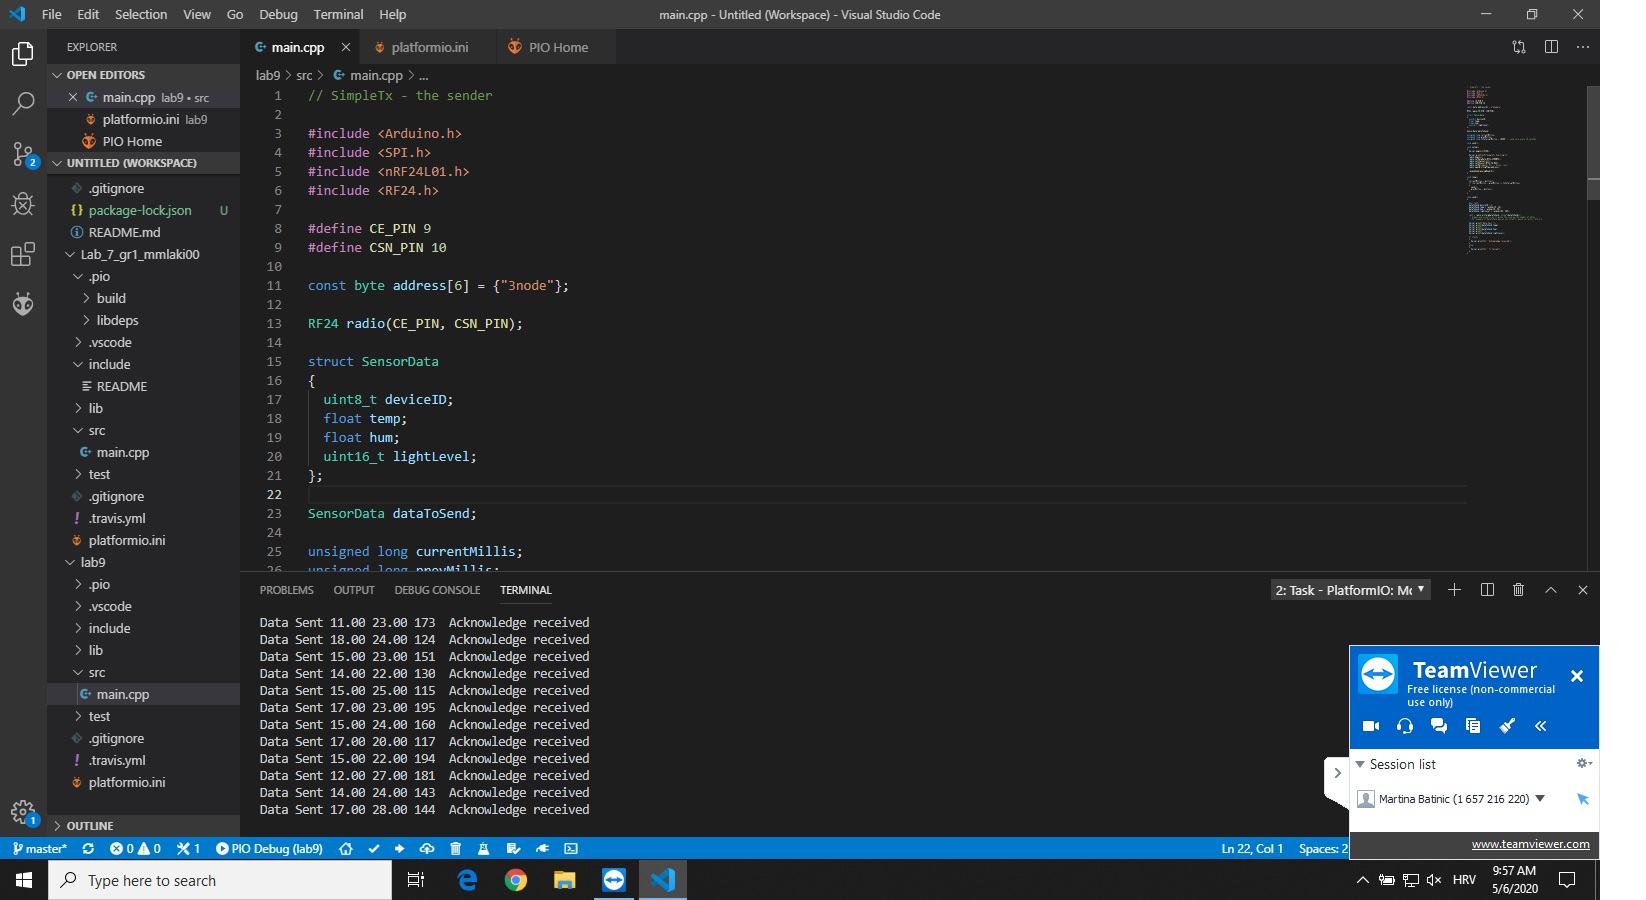 File Edit Selection View Go Debug Terminal Help
main.cpp - Untitled (Workspace) - Visual Studio Code
EXPLORER
OPEN EDITORS
main.cpp lab9 • src
platformio.ini lab9
PIO Home
UNTITLED (WORKSPACE)
.gitignore
package-lock.json U
README.md
Lab_7_gr1_mmlaki00
.pio
build
libdeps
.vscode
include
README
lib
src
main.cpp
test
.gitignore
.travis.yml
platformio.ini
lab9
.pio
.vscode
include
lib
src
main.cpp
test
.gitignore
.travis.yml
platformio.ini
OUTLINE
2
1
main.cpp platformio.ini PIO Home
lab9 > src > main.cpp > ...
1 // SimpleTx - the sender
2
3 #include <Arduino.h>
4 #include <SPI.h>
5 #include <nRF24L01.h>
6 #include <RF24.h>
7
8 #define CE_PIN 9
9 #define CSN_PIN 10
10
11 const byte address[6] = {"3node"};
12
13 RF24 radio(CE_PIN, CSN_PIN);
14
15 struct SensorData
16 {
17 uint8_t deviceID;
18 float temp;
19 float hum;
20 uint16_t lightLevel;
21 };
22
23 SensorData dataToSend;
24
25 unsigned long currentMillis;
26 unsigned long prevMillis;
PROBLEMS OUTPUT DEBUG CONSOLE TERMINAL
2: Task - PlatformIO: Mc
Data Sent 11.00 23.00 173 Acknowledge received
Data Sent 18.00 24.00 124 Acknowledge received
Data Sent 15.00 23.00 151 Acknowledge received
Data Sent 14.00 22.00 130 Acknowledge received
Data Sent 15.00 25.00 115 Acknowledge received
Data Sent 17.00 23.00 195 Acknowledge received
Data Sent 15.00 24.00 160 Acknowledge received
Data Sent 17.00 20.00 117 Acknowledge received
Data Sent 15.00 22.00 194 Acknowledge received
Data Sent 12.00 27.00 181 Acknowledge received
Data Sent 14.00 24.00 143 Acknowledge received
Data Sent 17.00 28.00 144 Acknowledge received
TeamViewer
Free license (non-commercial
use only)
Session list
Martina Batinic (1 657 216 220)
www.teamviewer.com
master* 0 0 1 PIO Debug (lab9)
Ln 22, Col 1 Spaces: 2
Type here to search
HRV
9:57 AM
5/6/2020